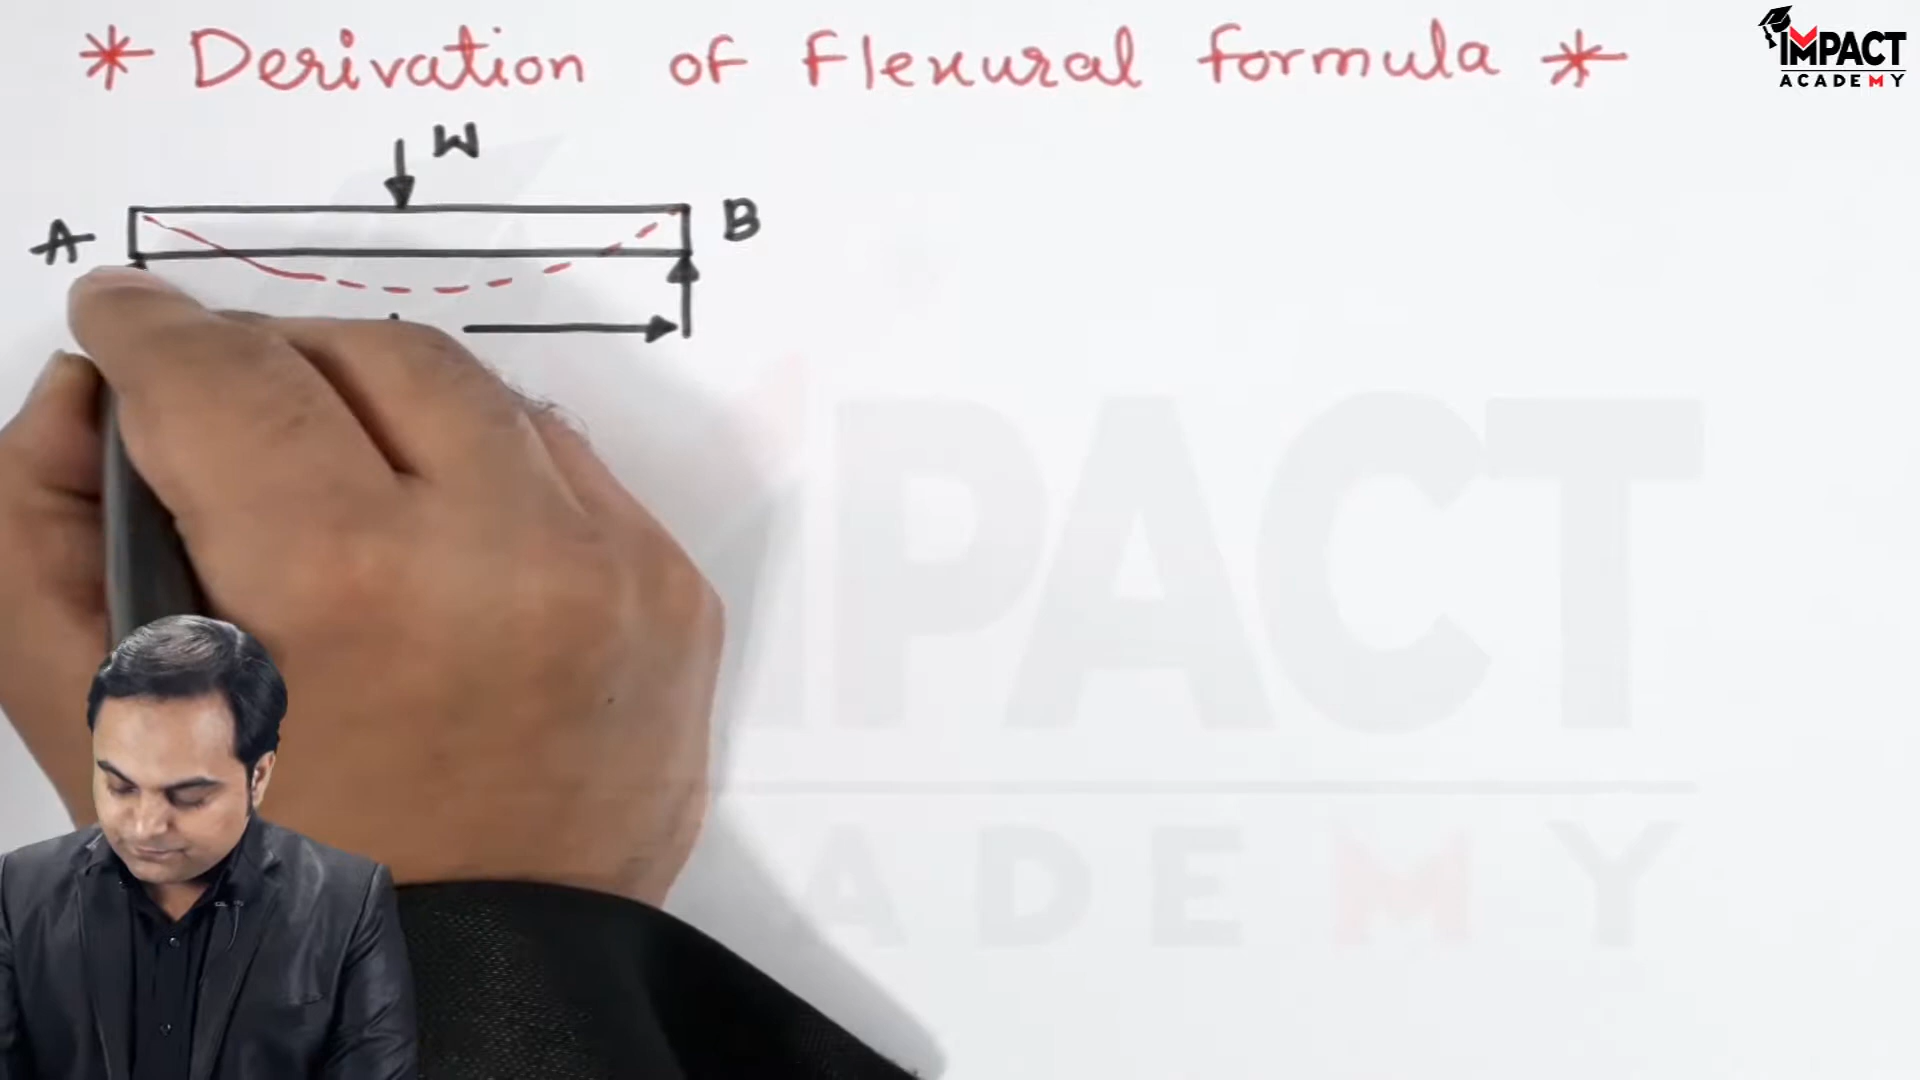 * Derivation of Flexural formula *
IMPACT
ACADEMY
W
A
B
IMPACT
ACADEMY